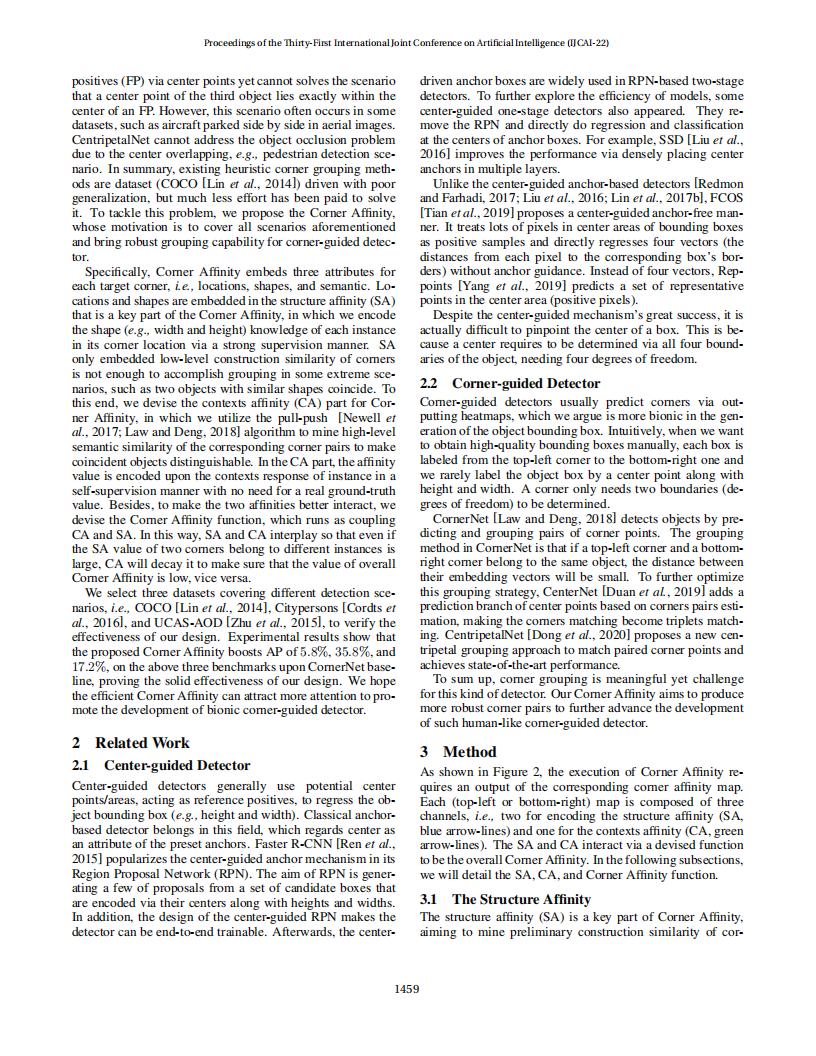 Proceedings of the Thirty-First International Joint Conference on Artificial Intelligence (IJCAI-22)
positives (FP) via center points yet cannot solves the scenario
that a center point of the third object lies exactly within the
center of an FP. However, this scenario often occurs in some
datasets, such as aircraft parked side by side in aerial images.
CentripetalNet cannot address the object occlusion problem
due to the center overlapping, e.g., pedestrian detection sce-
nario. In summary, existing heuristic corner grouping meth-
ods are dataset (COCO [Lin et al., 2014]) driven with poor
generalization, but much less effort has been paid to solve
it. To tackle this problem, we propose the Corner Affinity,
whose motivation is to cover all scenarios aforementioned
and bring robust grouping capability for corner-guided detec-
tor.
Specifically, Corner Affinity embeds three attributes for
each target corner, i.e., locations, shapes, and semantic. Lo-
cations and shapes are embedded in the structure affinity (SA)
that is a key part of the Corner Affinity, in which we encode
the shape (e.g., width and height) knowledge of each instance
in its corner location via a strong supervision manner. SA
only embedded low-level construction similarity of corners
is not enough to accomplish grouping in some extreme sce-
narios, such as two objects with similar shapes coincide. To
this end, we devise the contexts affinity (CA) part for Cor-
ner Affinity, in which we utilize the pull-push [Newell et
al., 2017; Law and Deng, 2018] algorithm to mine high-level
semantic similarity of the corresponding corner pairs to make
coincident objects distinguishable. In the CA part, the affinity
value is encoded upon the contexts response of instance in a
self-supervision manner with no need for a real ground-truth
value. Besides, to make the two affinities better interact, we
devise the Corner Affinity function, which runs as coupling
CA and SA. In this way, SA and CA interplay so that even if
the SA value of two corners belong to different instances is
large, CA will decay it to make sure that the value of overall
Corner Affinity is low, vice versa.
We select three datasets covering different detection sce-
narios, i.e., COCO [Lin et al., 2014], Citypersons [Cordts et
al., 2016], and UCAS-AOD [Zhu et al., 2015], to verify the
effectiveness of our design. Experimental results show that
the proposed Corner Affinity boosts AP of 5.8%, 35.8%, and
17.2%, on the above three benchmarks upon CornerNet base-
line, proving the solid effectiveness of our design. We hope
the efficient Corner Affinity can attract more attention to pro-
mote the development of bionic corner-guided detector.
2 Related Work
2.1 Center-guided Detector
Center-guided detectors generally use potential center
points/areas, acting as reference positives, to regress the ob-
ject bounding box (e.g., height and width). Classical anchor-
based detector belongs in this field, which regards center as
an attribute of the preset anchors. Faster R-CNN [Ren et al.,
2015] popularizes the center-guided anchor mechanism in its
Region Proposal Network (RPN). The aim of RPN is gener-
ating a few of proposals from a set of candidate boxes that
are encoded via their centers along with heights and widths.
In addition, the design of the center-guided RPN makes the
detector can be end-to-end trainable. Afterwards, the center-
driven anchor boxes are widely used in RPN-based two-stage
detectors. To further explore the efficiency of models, some
center-guided one-stage detectors also appeared. They re-
move the RPN and directly do regression and classification
at the centers of anchor boxes. For example, SSD [Liu et al.,
2016] improves the performance via densely placing center
anchors in multiple layers.
Unlike the center-guided anchor-based detectors [Redmon
and Farhadi, 2017; Liu et al., 2016; Lin et al., 2017b], FCOS
[Tian et al., 2019] proposes a center-guided anchor-free man-
ner. It treats lots of pixels in center areas of bounding boxes
as positive samples and directly regresses four vectors (the
distances from each pixel to the corresponding box's bor-
ders) without anchor guidance. Instead of four vectors, Rep-
points [Yang et al., 2019] predicts a set of representative
points in the center area (positive pixels).
Despite the center-guided mechanism's great success, it is
actually difficult to pinpoint the center of a box. This is be-
cause a center requires to be determined via all four bound-
aries of the object, needing four degrees of freedom.
2.2 Corner-guided Detector
Corner-guided detectors usually predict corners via out-
putting heatmaps, which we argue is more bionic in the gen-
eration of the object bounding box. Intuitively, when we want
to obtain high-quality bounding boxes manually, each box is
labeled from the top-left corner to the bottom-right one and
we rarely label the object box by a center point along with
height and width. A corner only needs two boundaries (de-
grees of freedom) to be determined.
CornerNet [Law and Deng, 2018] detects objects by pre-
dicting and grouping pairs of corner points. The grouping
method in CornerNet is that if a top-left corner and a bottom-
right corner belong to the same object, the distance between
their embedding vectors will be small. To further optimize
this grouping strategy, CenterNet [Duan et al., 2019] adds a
prediction branch of center points based on corners pairs esti-
mation, making the corners matching become triplets match-
ing. CentripetalNet [Dong et al., 2020] proposes a new cen-
tripetal grouping approach to match paired corner points and
achieves state-of-the-art performance.
To sum up, corner grouping is meaningful yet challenge
for this kind of detector. Our Corner Affinity aims to produce
more robust corner pairs to further advance the development
of such human-like corner-guided detector.
3 Method
As shown in Figure 2, the execution of Corner Affinity re-
quires an output of the corresponding corner affinity map.
Each (top-left or bottom-right) map is composed of three
channels, i.e., two for encoding the structure affinity (SA,
blue arrow-lines) and one for the contexts affinity (CA, green
arrow-lines). The SA and CA interact via a devised function
to be the overall Corner Affinity. In the following subsections,
we will detail the SA, CA, and Corner Affinity function.
3.1 The Structure Affinity
The structure affinity (SA) is a key part of Corner Affinity,
aiming to mine preliminary construction similarity of cor-
1459